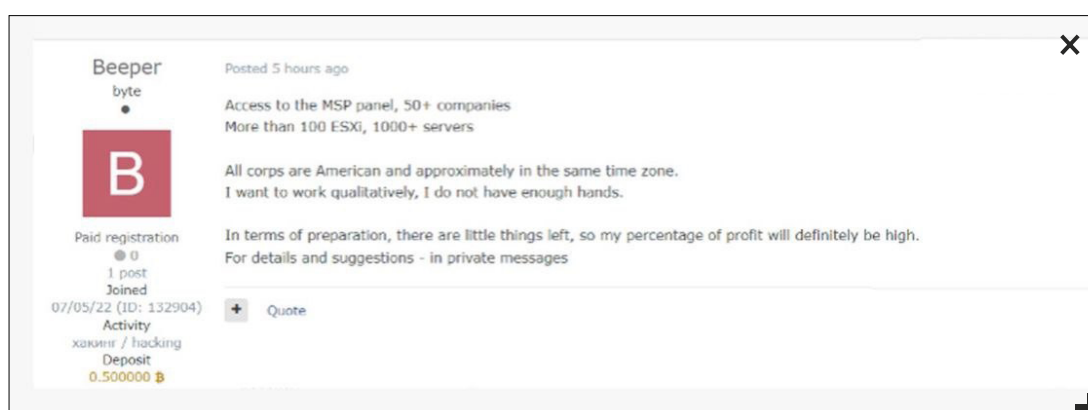 Beeper
byte
B
Paid registration
0
1 post
Joined
07/05/22 (ID: 132904)
Activity
хакинг / hacking
Deposit
0.500000 ₿
Posted 5 hours ago
Access to the MSP panel, 50+ companies
More than 100 ESXi, 1000+ servers
All corps are American and approximately in the same time zone.
I want to work qualitatively, I do not have enough hands.
In terms of preparation, there are little things left, so my percentage of profit will definitely be high.
For details and suggestions - in private messages
+ Quote